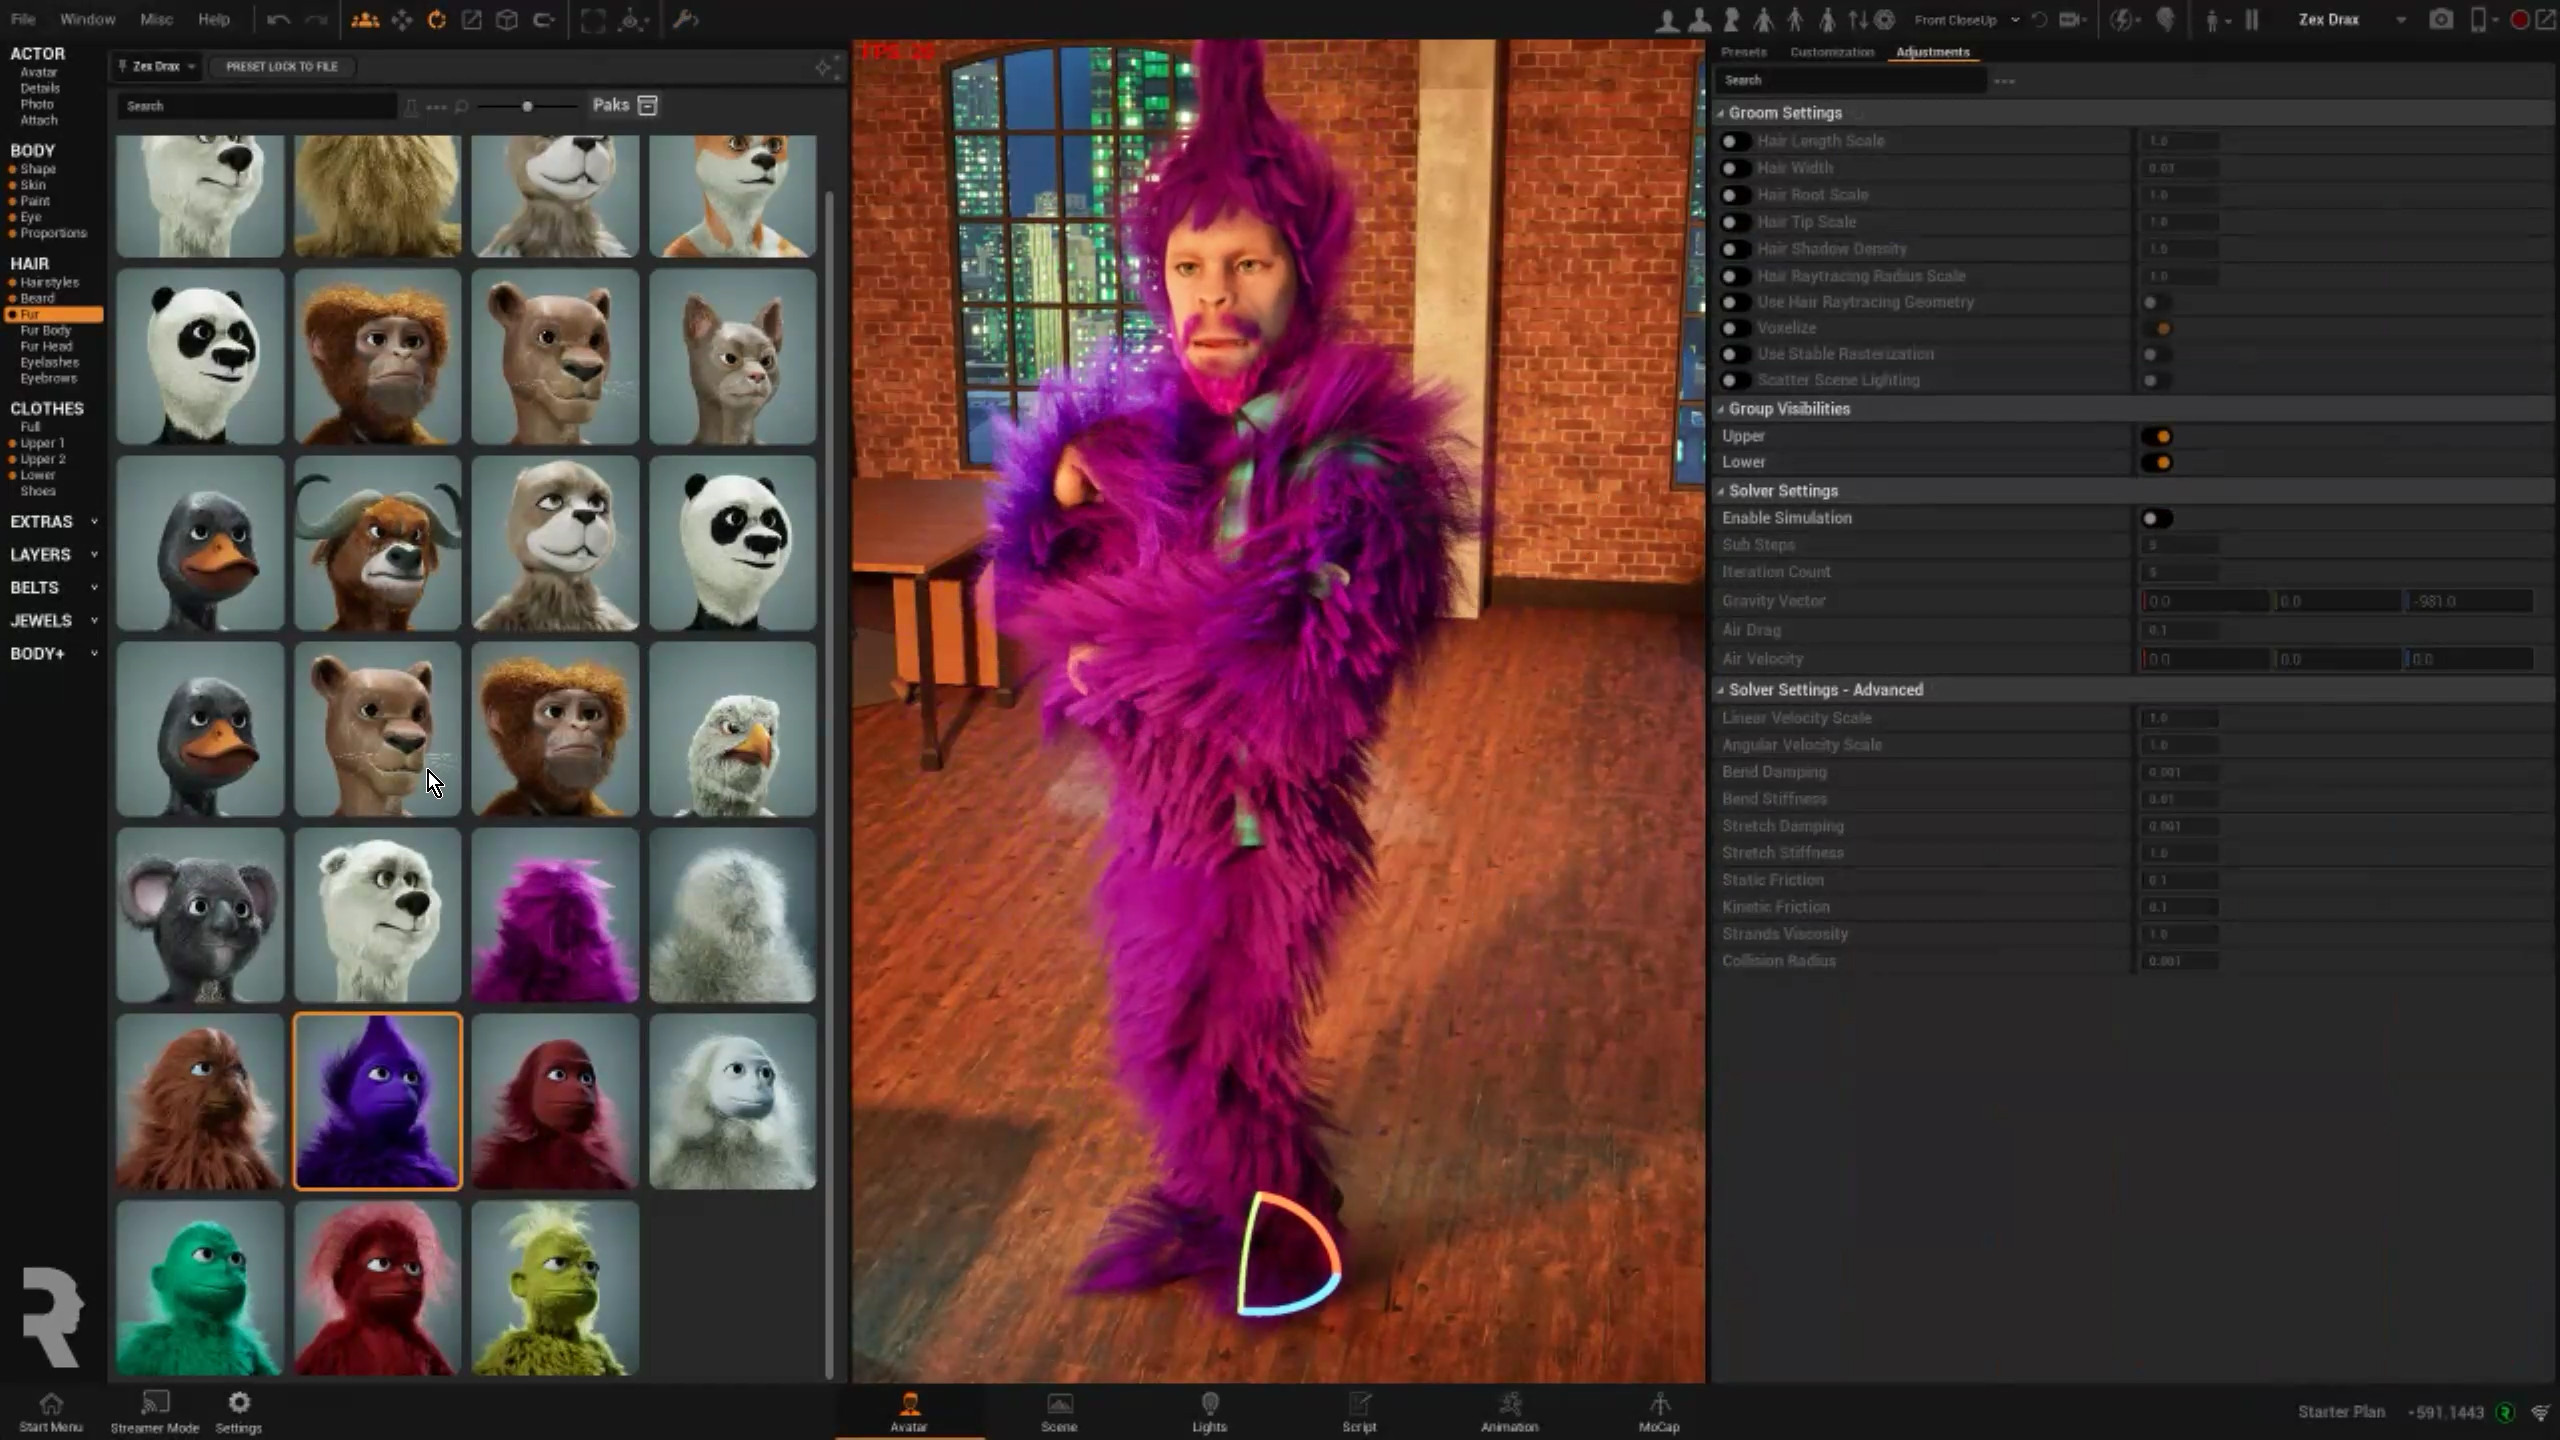 File Window Misc Help
Front CloseUp
Zex Drax
ACTOR
Avatar
Details
Photo
Attach
BODY
Shape
Skin
Paint
Eye
Proportions
HAIR
Hairstyles
Beard
Fur
Fur Body
Fur Head
Eyelashes
Eyebrows
CLOTHES
Full
Upper 1
Upper 2
Lower
Shoes
EXTRAS
LAYERS
BELTS
JEWELS
BODY+
Zex Drax
PRESET LOCK TO FILE
Search
Paks
Presets Customization Adjustments
Search
Groom Settings
Hair Length Scale 1.0
Hair Width 0.03
Hair Root Scale 1.0
Hair Tip Scale 1.0
Hair Shadow Density 1.0
Hair Raytracing Radius Scale 1.0
Use Hair Raytracing Geometry
Voxelize
Use Stable Rasterization
Scatter Scene Lighting
Group Visibilities
Upper
Lower
Solver Settings
Enable Simulation
Sub Steps 5
Iteration Count 5
Gravity Vector 0.0 0.0 -981.0
Air Drag 0.1
Air Velocity 0.0 0.0 0.0
Solver Settings - Advanced
Linear Velocity Scale 1.0
Angular Velocity Scale 1.0
Bend Damping 0.001
Bend Stiffness 0.01
Stretch Damping 0.001
Stretch Stiffness 1.0
Static Friction 0.1
Kinetic Friction 0.1
Strands Viscosity 1.0
Collision Radius 0.001
Start Menu
Streamer Mode
Settings
Avatar
Scene
Lights
Script
Animation
MoCap
Starter Plan
-591.1443